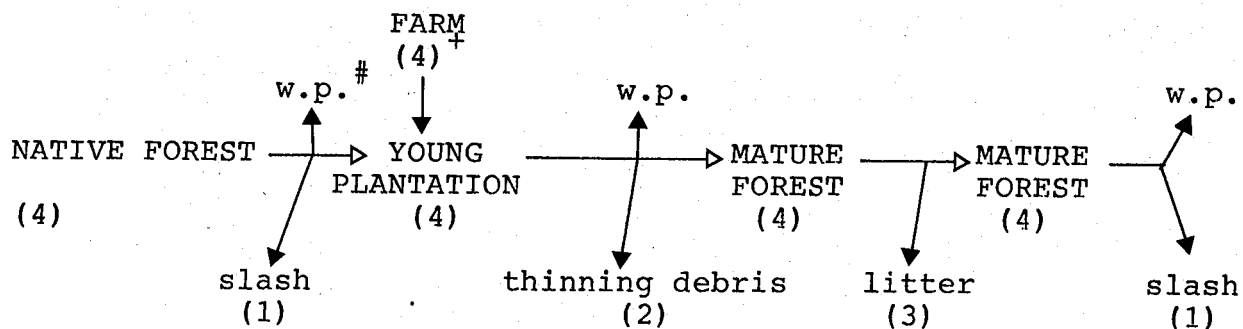 FARM
(4)+
w.p.#
w.p.
w.p.
NATIVE FOREST
YOUNG
PLANTATION
MATURE
FOREST
MATURE
FOREST
(4)
(4)
(4)
(4)
slash
(1)
thinning debris
(2)
litter
(3)
slash
(1)